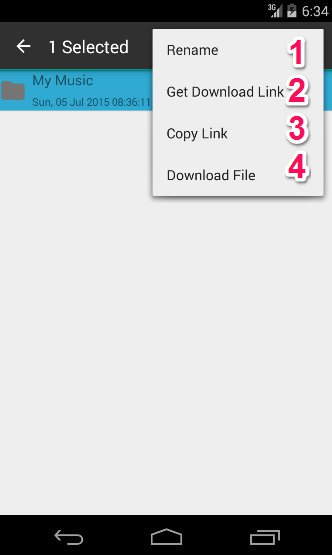 3G 6:34
1 Selected
Rename 1
My Music
Get Download Link 2
Sun, 05 Jul 2015 08:36:11
Copy Link 3
Download File 4